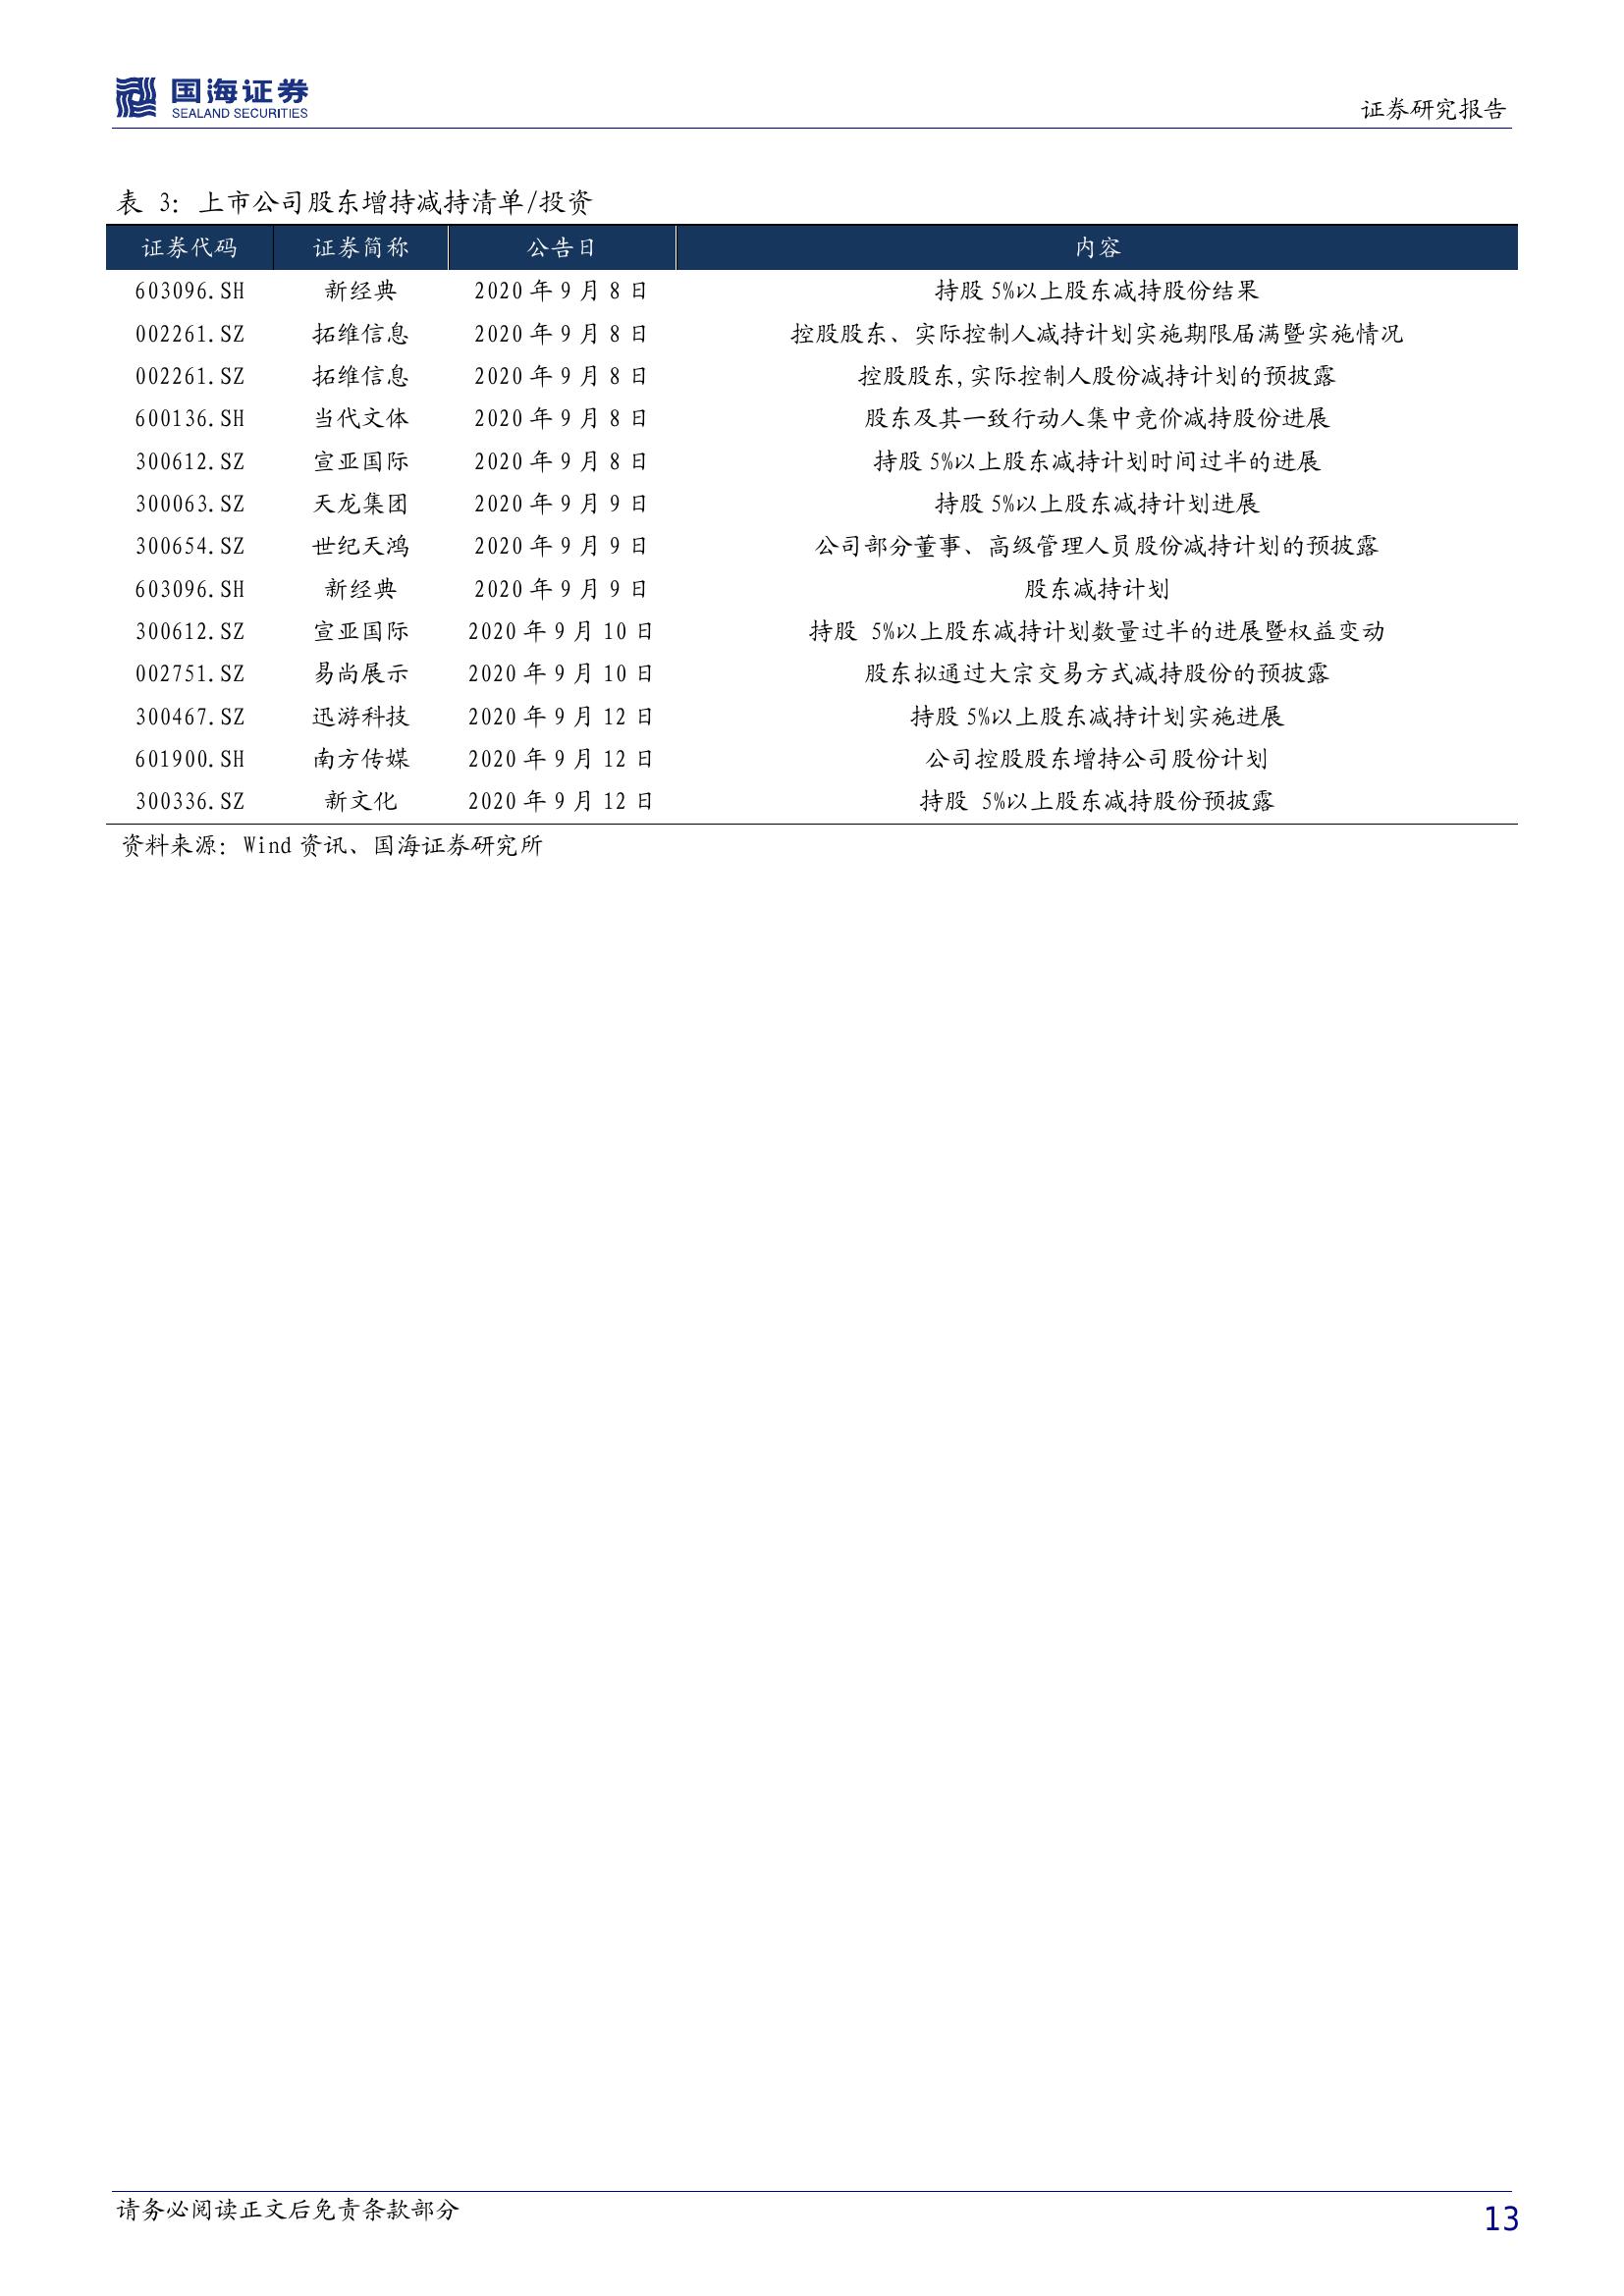 国海证券
SEALAND SECURITIES
证券研究报告
表 3：上市公司股东增持减持清单/投资
证券代码 证券简称 公告日 内容
603096.SH 新经典 2020 年 9 月 8 日 持股 5%以上股东减持股份结果
002261.SZ 拓维信息 2020 年 9 月 8 日 控股股东、实际控制人减持计划实施期限届满暨实施情况
002261.SZ 拓维信息 2020 年 9 月 8 日 控股股东,实际控制人股份减持计划的预披露
600136.SH 当代文体 2020 年 9 月 8 日 股东及其一致行动人集中竞价减持股份进展
300612.SZ 宣亚国际 2020 年 9 月 8 日 持股 5%以上股东减持计划时间过半的进展
300063.SZ 天龙集团 2020 年 9 月 9 日 持股 5%以上股东减持计划进展
300654.SZ 世纪天鸿 2020 年 9 月 9 日 公司部分董事、高级管理人员股份减持计划的预披露
603096.SH 新经典 2020 年 9 月 9 日 股东减持计划
300612.SZ 宣亚国际 2020 年 9 月 10 日 持股 5%以上股东减持计划数量过半的进展暨权益变动
002751.SZ 易尚展示 2020 年 9 月 10 日 股东拟通过大宗交易方式减持股份的预披露
300467.SZ 迅游科技 2020 年 9 月 12 日 持股 5%以上股东减持计划实施进展
601900.SH 南方传媒 2020 年 9 月 12 日 公司控股股东增持公司股份计划
300336.SZ 新文化 2020 年 9 月 12 日 持股 5%以上股东减持股份预披露
资料来源：Wind 资讯、国海证券研究所
请务必阅读正文后免责条款部分
13